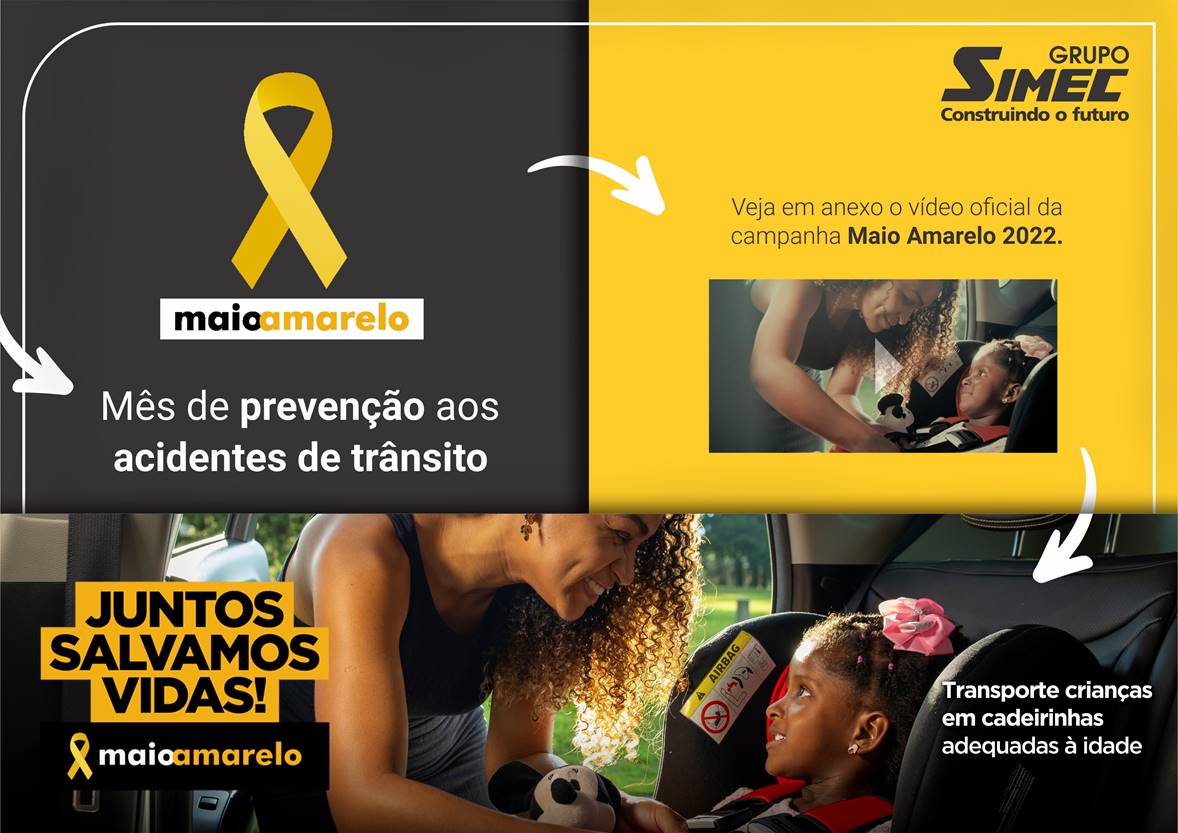 maioamarelo
Mês de prevenção aos
acidentes de trânsito
GRUPO
SIMEC
Construindo o futuro
Veja em anexo o vídeo oficial da
campanha Maio Amarelo 2022.
JUNTOS
SALVAMOS
VIDAS!
maioamarelo
AIRBAG
Transporte crianças
em cadeirinhas
adequadas à idade